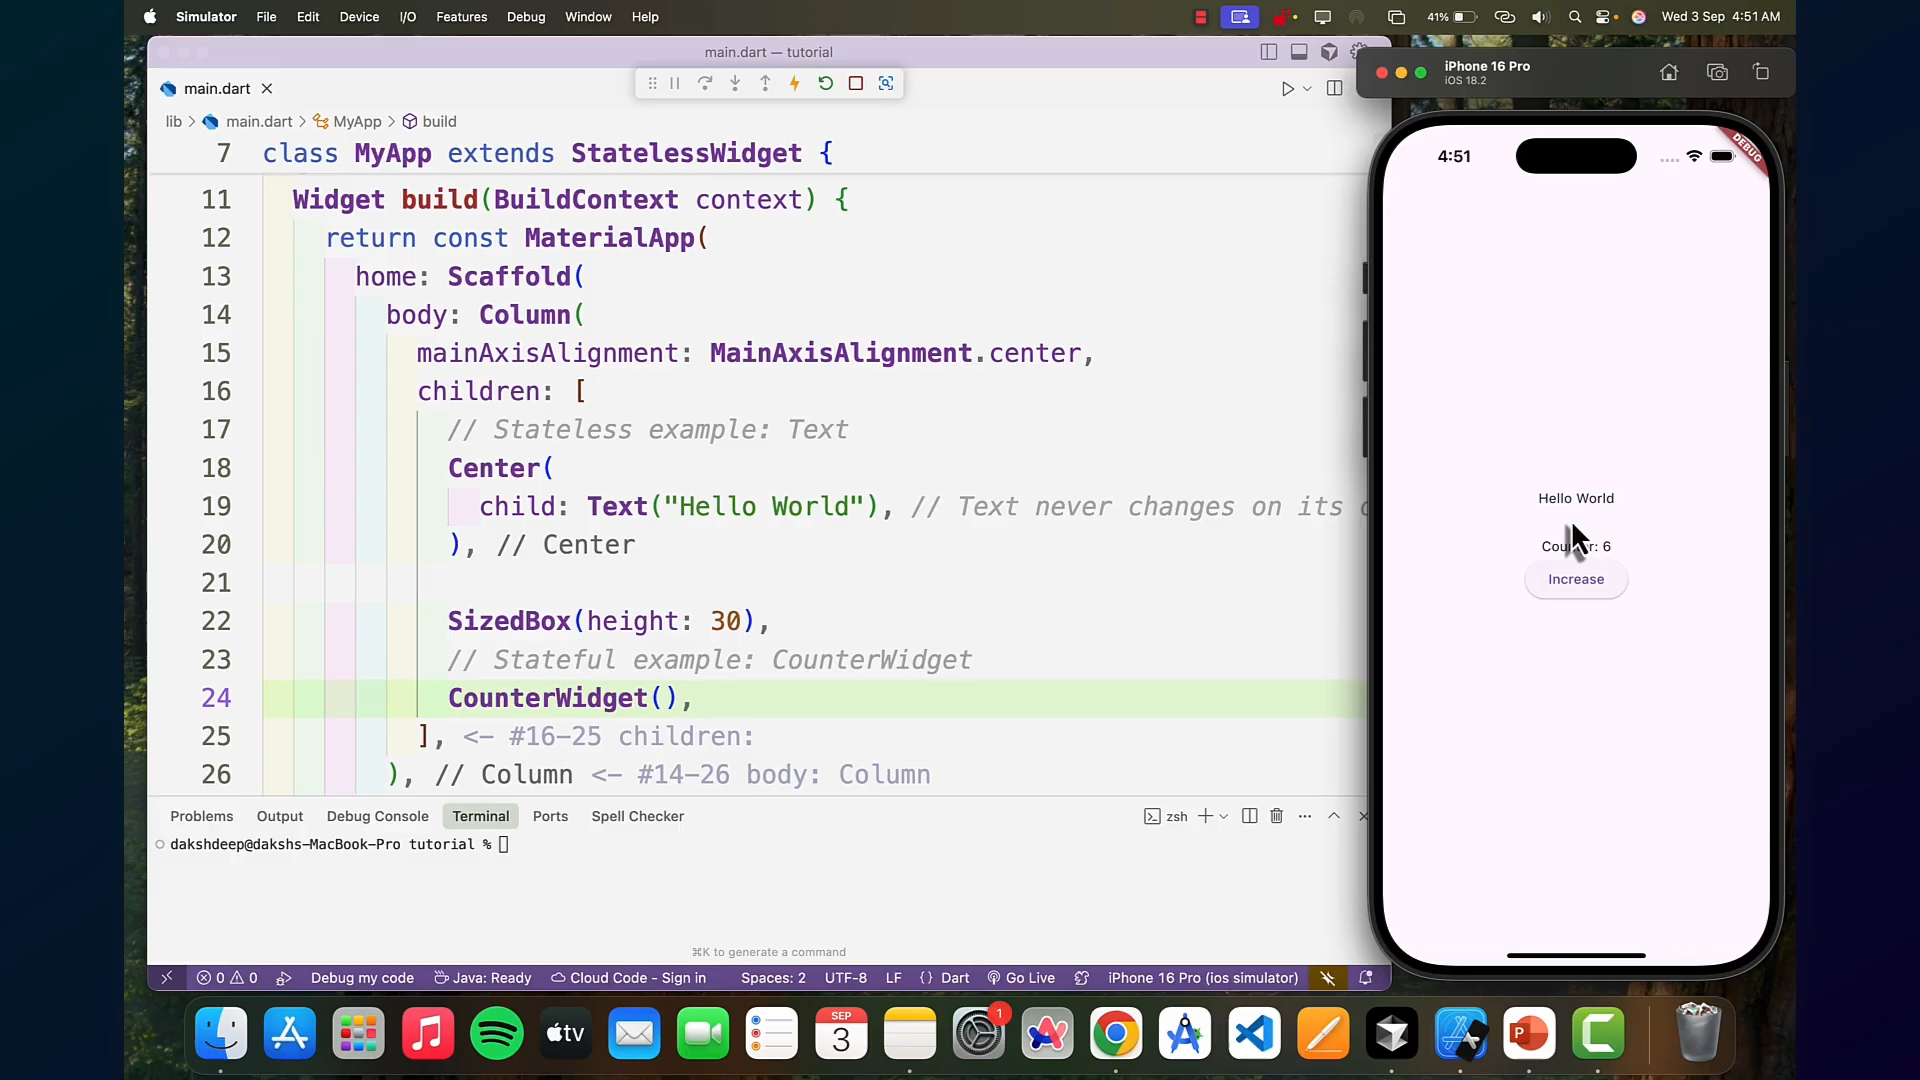 Simulator File Edit Device I/O Features Debug Window Help
41% Wed 3 Sep 4:51 AM
main.dart — tutorial
main.dart
lib > main.dart > MyApp > build
7 class MyApp extends StatelessWidget {
11 Widget build(BuildContext context) {
12 return const MaterialApp(
13 home: Scaffold(
14 body: Column(
15 mainAxisAlignment: MainAxisAlignment.center,
16 children: [
17 // Stateless example: Text
18 Center(
19 child: Text("Hello World"), // Text never changes on its
20 ), // Center
21
22 SizedBox(height: 30),
23 // Stateful example: CounterWidget
24 CounterWidget(),
25 ], <- #16-25 children:
26 ), // Column <- #14-26 body: Column
Problems Output Debug Console Terminal Ports Spell Checker
zsh
dakshdeep@dakshs-MacBook-Pro tutorial %
⌘K to generate a command
0 0 Debug my code Java: Ready Cloud Code - Sign in Spaces: 2 UTF-8 LF {} Dart Go Live iPhone 16 Pro (ios simulator)
iPhone 16 Pro
iOS 18.2
4:51
DEBUG
Hello World
6
Increase
tv
SEP
3
1
P
C